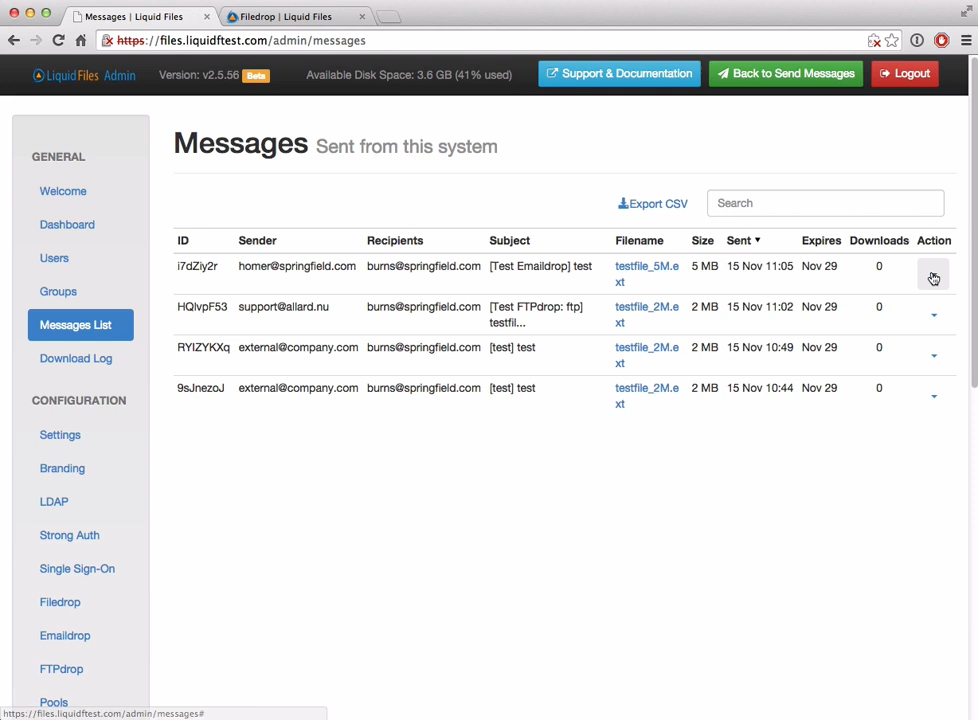 Messages | Liquid Files
Filedrop | Liquid Files
https://files.liquidftest.com/admin/messages
LiquidFiles Admin
Version: v2.5.56 Beta
Available Disk Space: 3.6 GB (41% used)
Support & Documentation
Back to Send Messages
Logout
GENERAL
Welcome
Dashboard
Users
Groups
Messages List
Download Log
CONFIGURATION
Settings
Branding
LDAP
Strong Auth
Single Sign-On
Filedrop
Emaildrop
FTPdrop
Pools
Messages Sent from this system
Export CSV
Search
ID Sender Recipients Subject Filename Size Sent Expires Downloads Action
i7dZiy2r homer@springfield.com burns@springfield.com [Test Emaildrop] test testfile_5M.e 5 MB 15 Nov 11:05 Nov 29 0
xt
HQlvpF53 support@allard.nu burns@springfield.com [Test FTPdrop: ftp] testfile_2M.e 2 MB 15 Nov 11:02 Nov 29 0
testfil... xt
RYIZYKXq external@company.com burns@springfield.com [test] test testfile_2M.e 2 MB 15 Nov 10:49 Nov 29 0
xt
9sJnezoJ external@company.com burns@springfield.com [test] test testfile_2M.e 2 MB 15 Nov 10:44 Nov 29 0
xt
https://files.liquidftest.com/admin/messages#